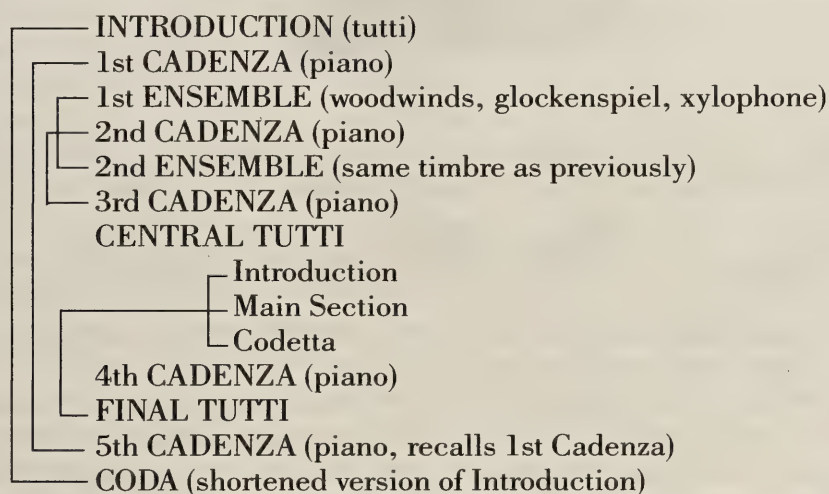 INTRODUCTION (tutti)
1st CADENZA (piano)
1st ENSEMBLE (woodwinds, glockenspiel, xylophone)
2nd CADENZA (piano)
2nd ENSEMBLE (same timbre as previously)
3rd CADENZA (piano)
CENTRAL TUTTI
Introduction
Main Section
Codetta
4th CADENZA (piano)
FINAL TUTTI
5th CADENZA (piano, recalls 1st Cadenza)
CODA (shortened version of Introduction)